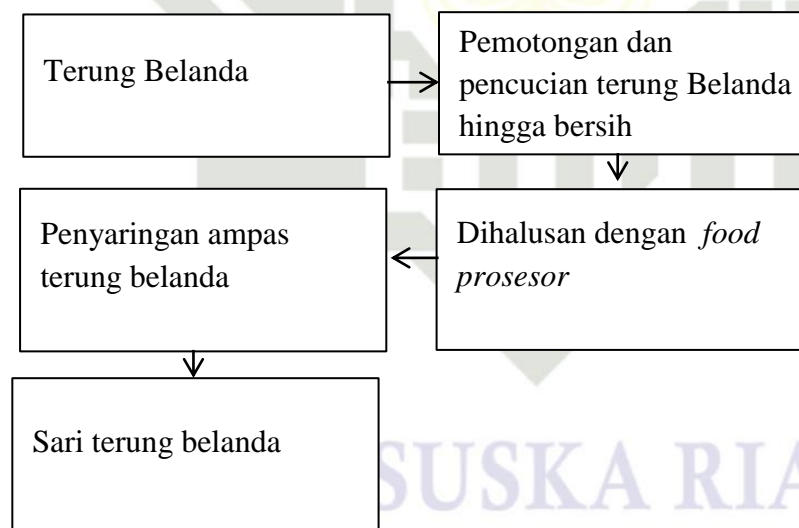 Terung Belanda
Pemotongan dan
pencucian terung Belanda
hingga bersih
Dihalusan dengan food
prosesor
Penyaringan ampas
terung belanda
Sari terung belanda
SUSKA RIA